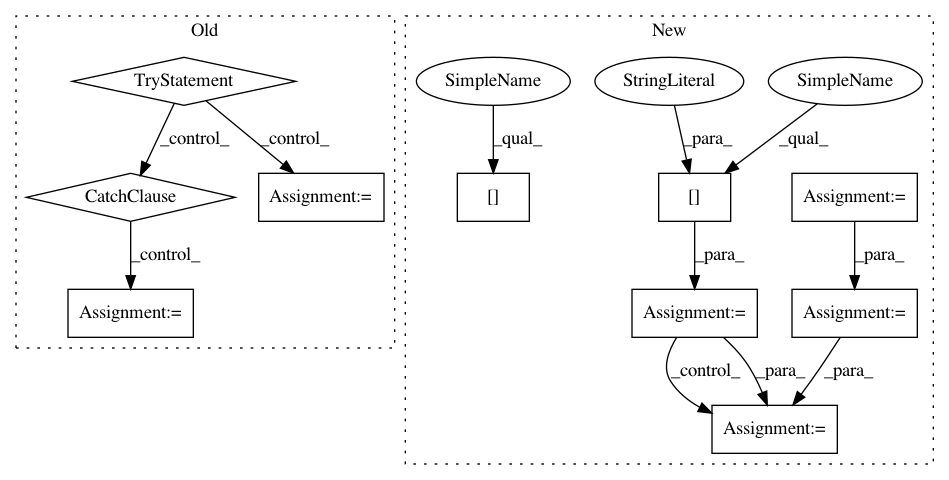 Old
New
TryStatement
SimpleName
StringLiteral
SimpleName
_control_
_control_
_qual_
_para_
_qual_
CatchClause
Assignment:=
[]
[]
Assignment:=
_control_
_para_
_para_
Assignment:=
Assignment:=
Assignment:=
_control_
_para_
_para_
Assignment:=